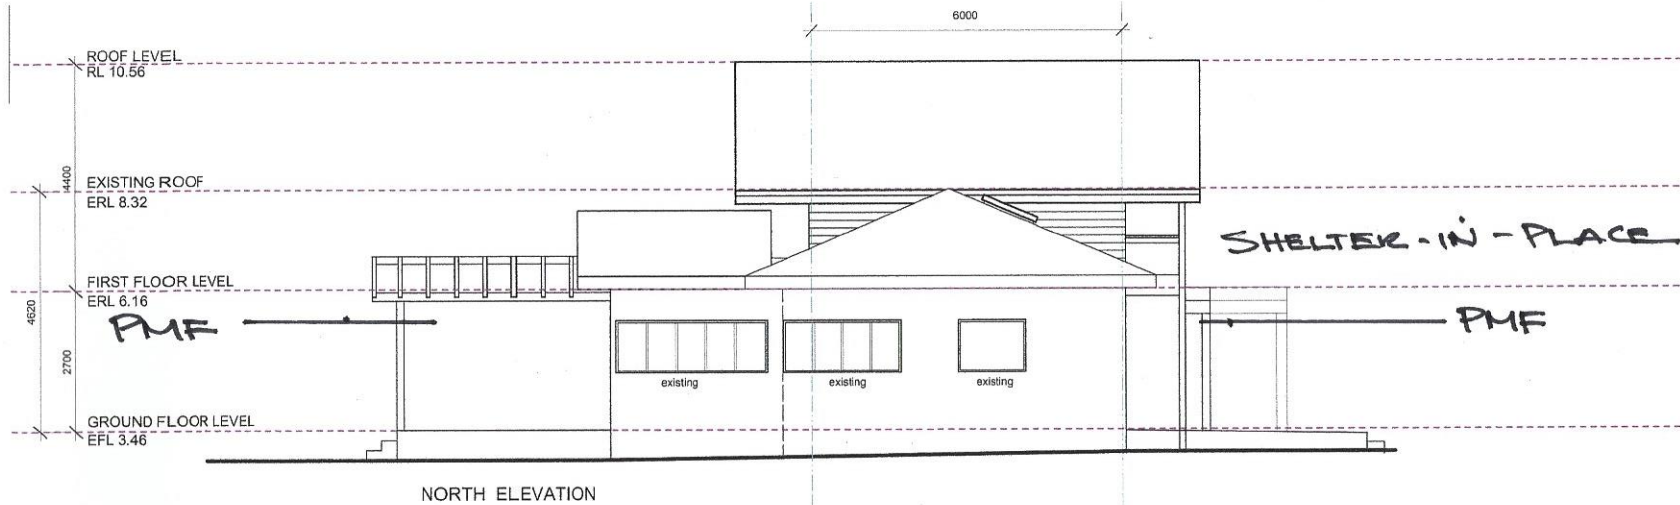 6000
ROOF LEVEL
RL 10.56
4400
EXISTING ROOF
ERL 8.32
SHELTER-IN-PLACE
FIRST FLOOR LEVEL
ERL 6.16
4620
PMF
PMF
2700
existing
existing
existing
GROUND FLOOR LEVEL
EFL 3.46
NORTH ELEVATION